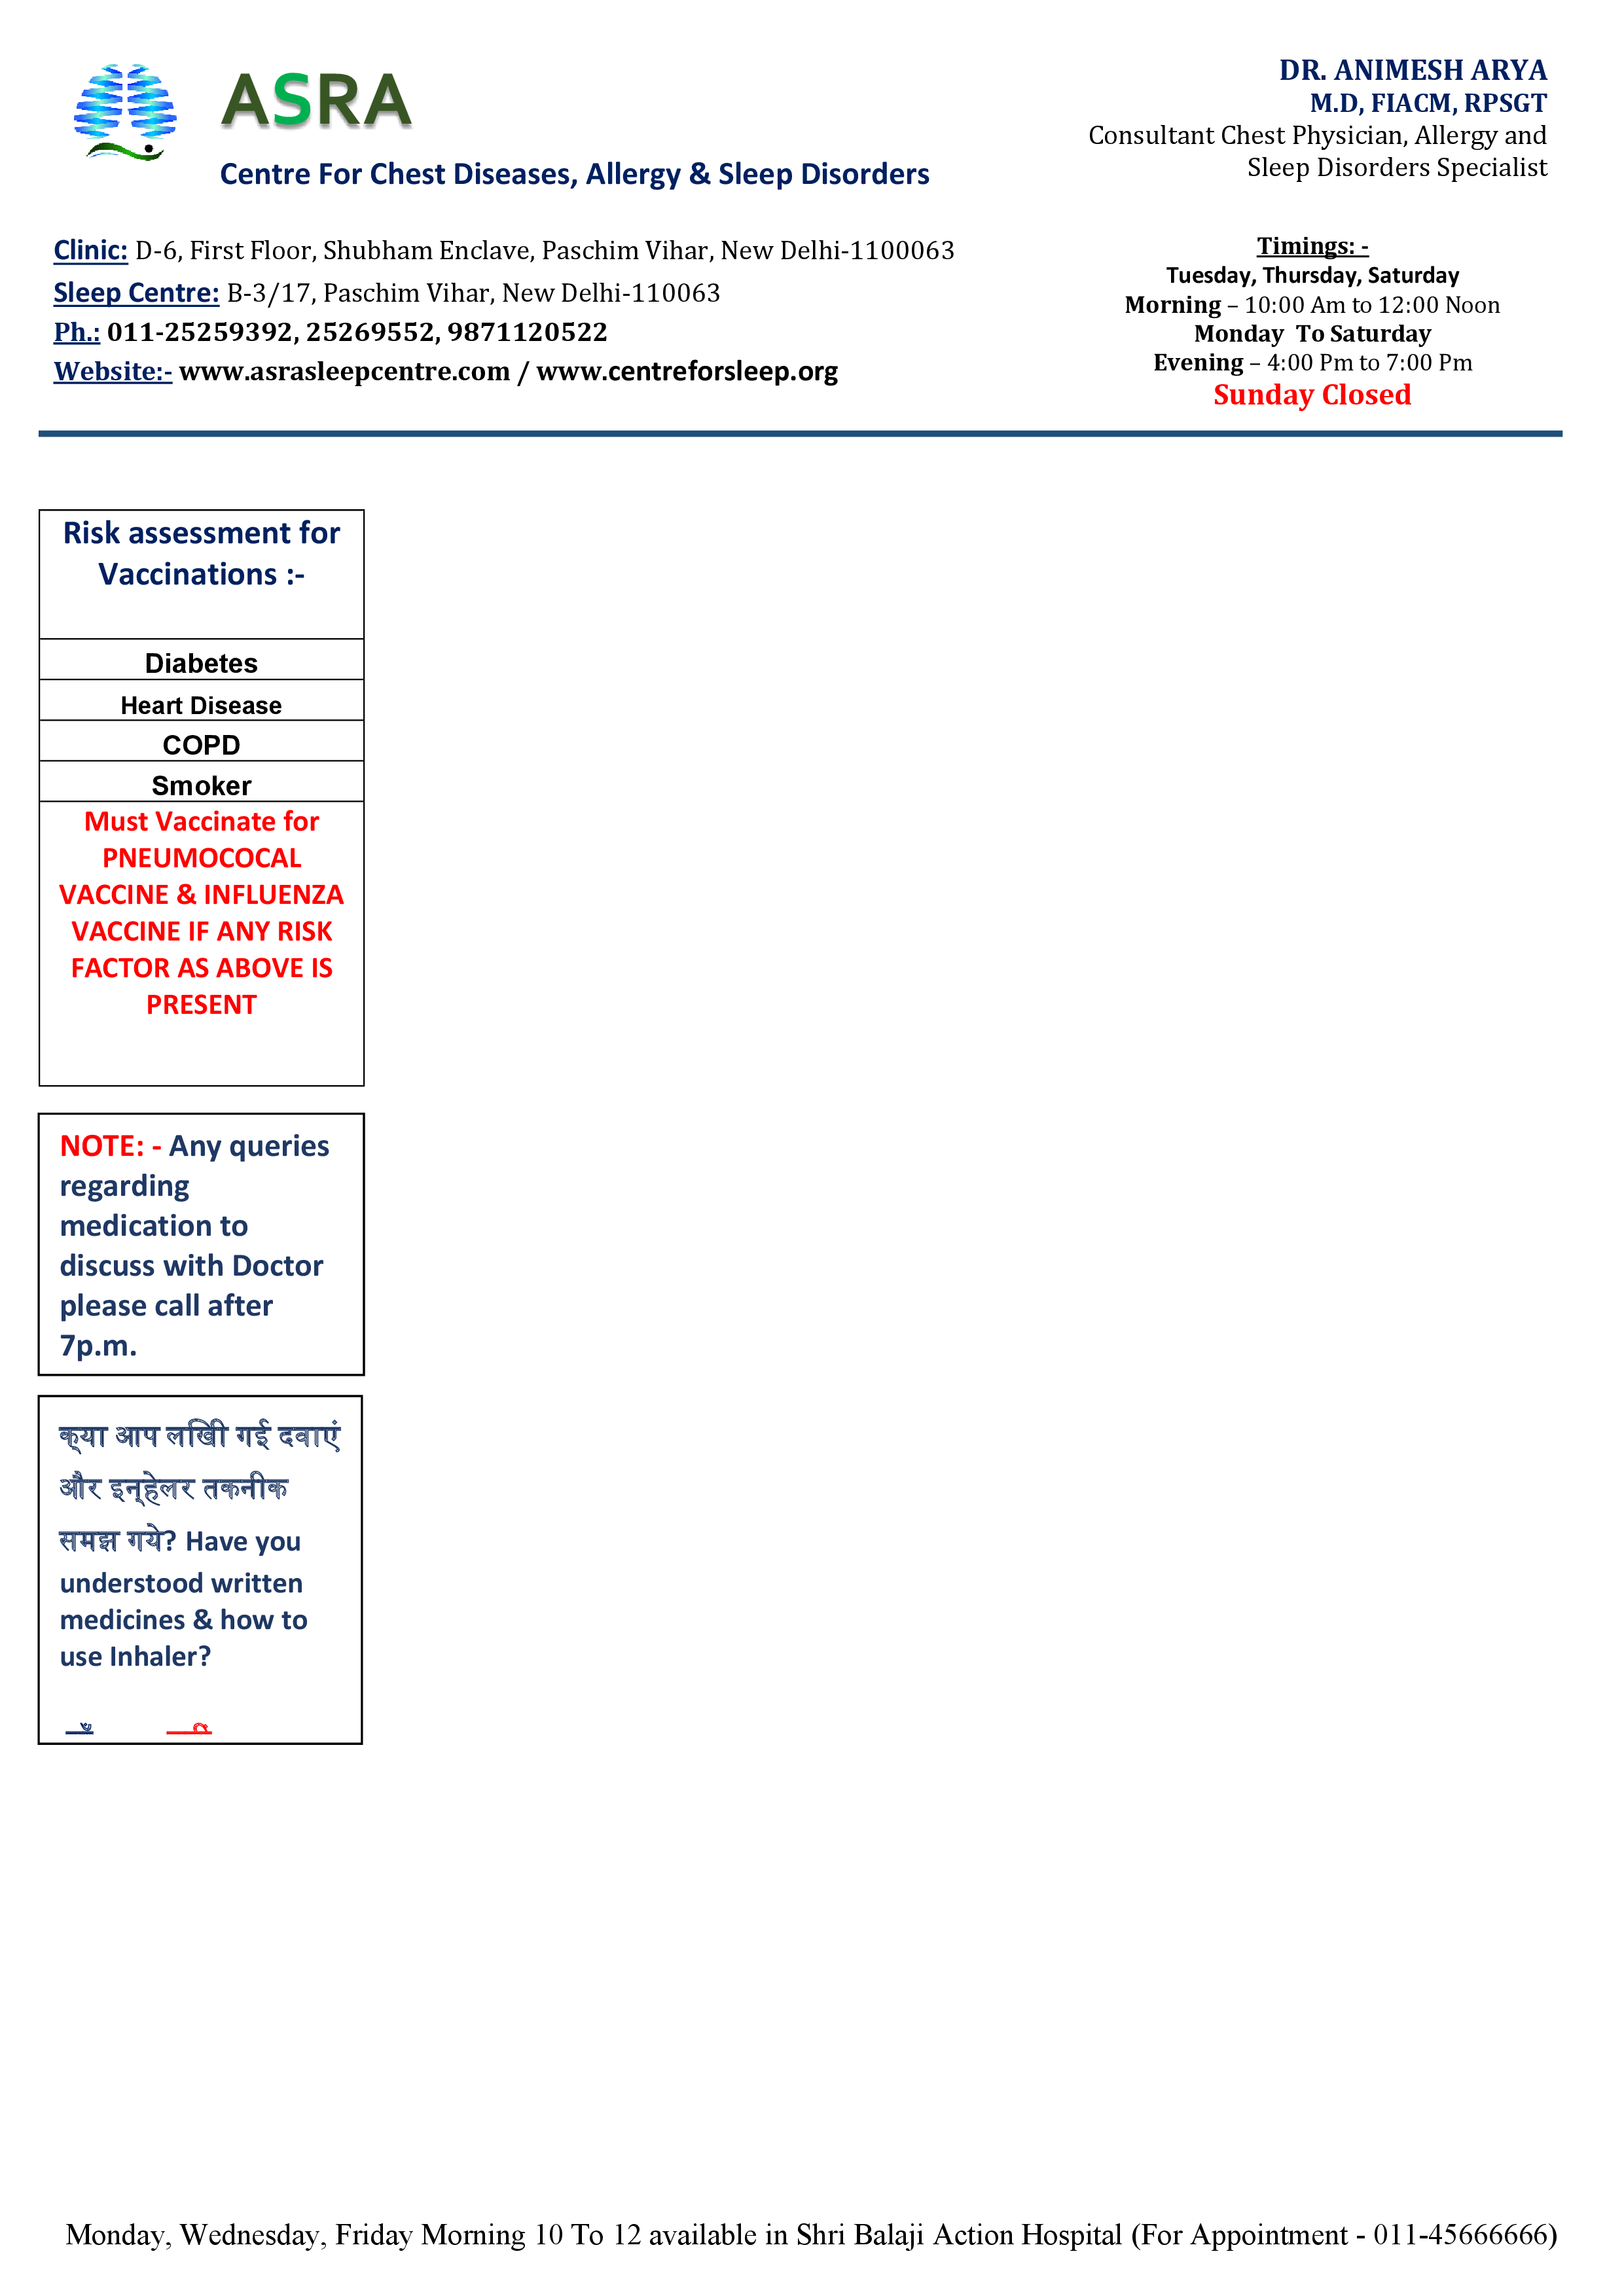 ASRA
Centre For Chest Diseases, Allergy & Sleep Disorders
DR. ANIMESH ARYA
M.D, FIACM, RPSGT
Consultant Chest Physician, Allergy and
Sleep Disorders Specialist
Clinic: D-6, First Floor, Shubham Enclave, Paschim Vihar, New Delhi-1100063
Sleep Centre: B-3/17, Paschim Vihar, New Delhi-110063
Ph.: 011-25259392, 25269552, 9871120522
Website:- www.asrasleepcentre.com / www.centreforsleep.org
Timings: -
Tuesday, Thursday, Saturday
Morning – 10:00 Am to 12:00 Noon
Monday To Saturday
Evening – 4:00 Pm to 7:00 Pm
Sunday Closed
Risk assessment for
Vaccinations :-
Diabetes
Heart Disease
COPD
Smoker
Must Vaccinate for
PNEUMOCOCAL
VACCINE & INFLUENZA
VACCINE IF ANY RISK
FACTOR AS ABOVE IS
PRESENT
NOTE: - Any queries
regarding
medication to
discuss with Doctor
please call after
7p.m.
क्या आप लिखी गई दवाएं
और इन्हेलर तकनीक
समझ गये? Have you
understood written
medicines & how to
use Inhaler?
Monday, Wednesday, Friday Morning 10 To 12 available in Shri Balaji Action Hospital (For Appointment - 011-45666666)